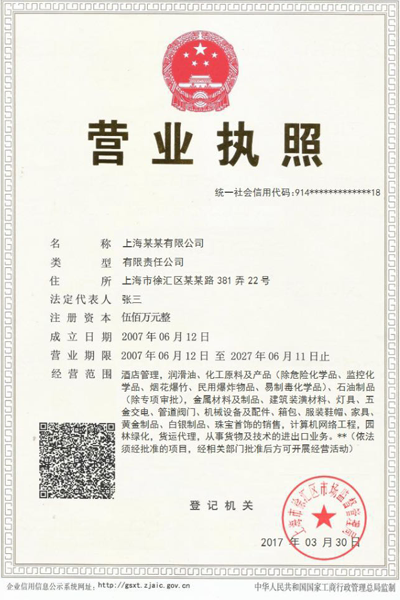 营业执照
统一社会信用代码:914*************18
名 称 上海某某有限公司
类 型 有限责任公司
住 所 上海市徐汇区某某路 381 弄 22 号
法定代表人 张三
注 册 资 本 伍佰万元整
成 立 日 期 2007 年 06 月 12 日
营 业 期 限 2007 年 06 月 12 日 至 2027 年 06 月 11 日止
经 营 范 围 酒店管理，润滑油、化工原料及产品（除危险化学品、监控化
学品、烟花爆竹、民用爆炸物品、易制毒化学品）、石油制品
（除专项审批），金属材料及制品、建筑装潢材料、灯具、五
金交电、管道阀门、机械设备及配件、箱包、服装鞋帽、家具、
黄金制品、白银制品、珠宝首饰的销售，计算机网络工程，园
林绿化，货运代理，从事货物及技术的进出口业务。**（依法
须经批准的项目，经相关部门批准后方可开展经营活动）
登 记 机 关
上海市徐汇区市场监督管理局
2017 年 03 月 30 日
企业信用信息公示系统网址: http://gsxt.zjaic.gov.cn
中华人民共和国国家工商行政管理总局监制